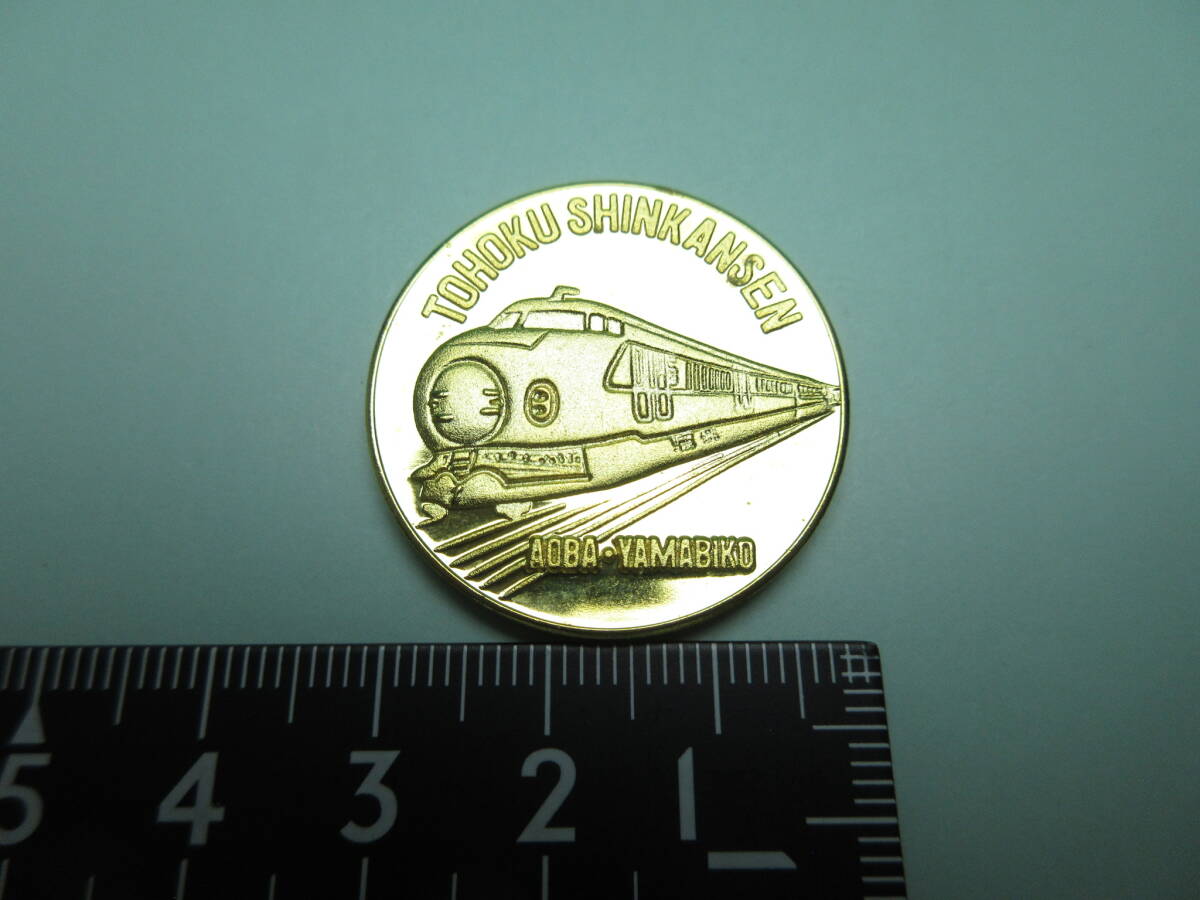 TOHOKU SHINKANSEN
AOBA・YAMABIKO
5 4 3 2 1